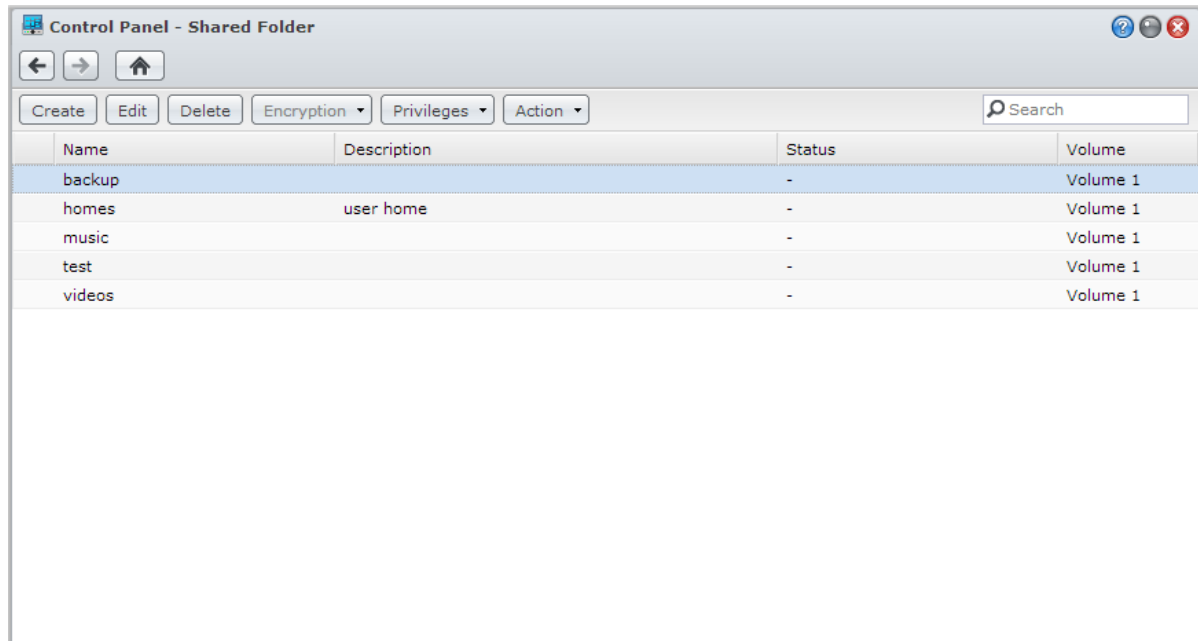 Control Panel - Shared Folder
Create Edit Delete Encryption Privileges Action Search
Name Description Status Volume
backup - Volume 1
homes user home - Volume 1
music - Volume 1
test - Volume 1
videos - Volume 1